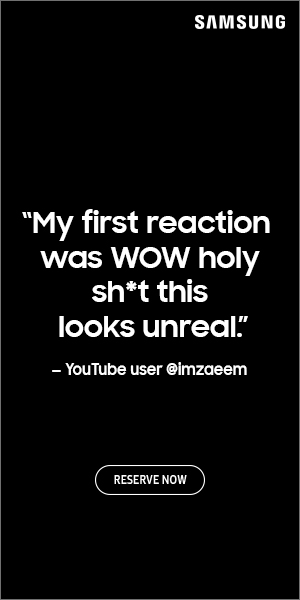 SAMSUNG
“My first reaction
was WOW holy
sh*t this
looks unreal.”
– YouTube user @imzaeem
RESERVE NOW